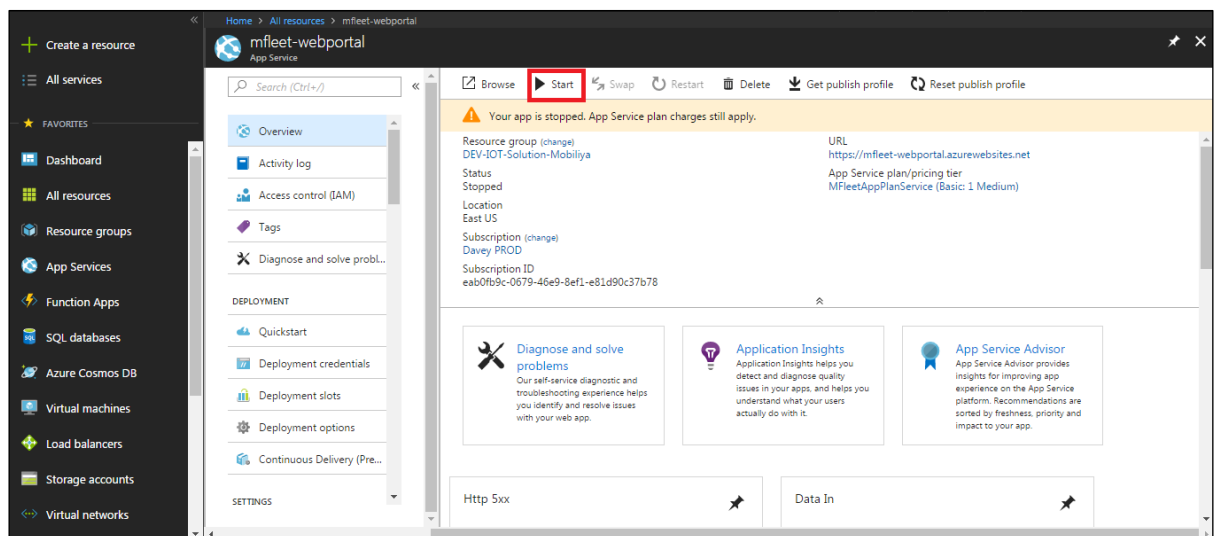 «
Home > All resources > mfleet-webportal
Create a resource
All services
FAVORITES
Dashboard
All resources
Resource groups
App Services
Function Apps
SQL databases
Azure Cosmos DB
Virtual machines
Load balancers
Storage accounts
Virtual networks
mfleet-webportal
App Service
Search (Ctrl+/)
«
Overview
Activity log
Access control (IAM)
Tags
Diagnose and solve probl...
DEPLOYMENT
Quickstart
Deployment credentials
Deployment slots
Deployment options
Continuous Delivery (Pre...
SETTINGS
Browse Start Swap Restart Delete Get publish profile Reset publish profile
Your app is stopped. App Service plan charges still apply.
Resource group (change)
DEV-IOT-Solution-Mobiliya
Status
Stopped
Location
East US
Subscription (change)
Davey PROD
Subscription ID
eab0fb9c-0679-46e9-8ef1-e81d90c37b78
URL
https://mfleet-webportal.azurewebsites.net
App Service plan/pricing tier
MFleetAppPlanService (Basic: 1 Medium)
Diagnose and solve
problems
Our self-service diagnostic and
troubleshooting experience helps
you identify and resolve issues
with your web app.
Application Insights
Application Insights helps you
detect and diagnose quality
issues in your apps, and helps you
understand what your users
actually do with it.
App Service Advisor
App Service Advisor provides
insights for improving app
experience on the App Service
platform. Recommendations are
sorted by freshness, priority and
impact to your app.
Http 5xx
Data In